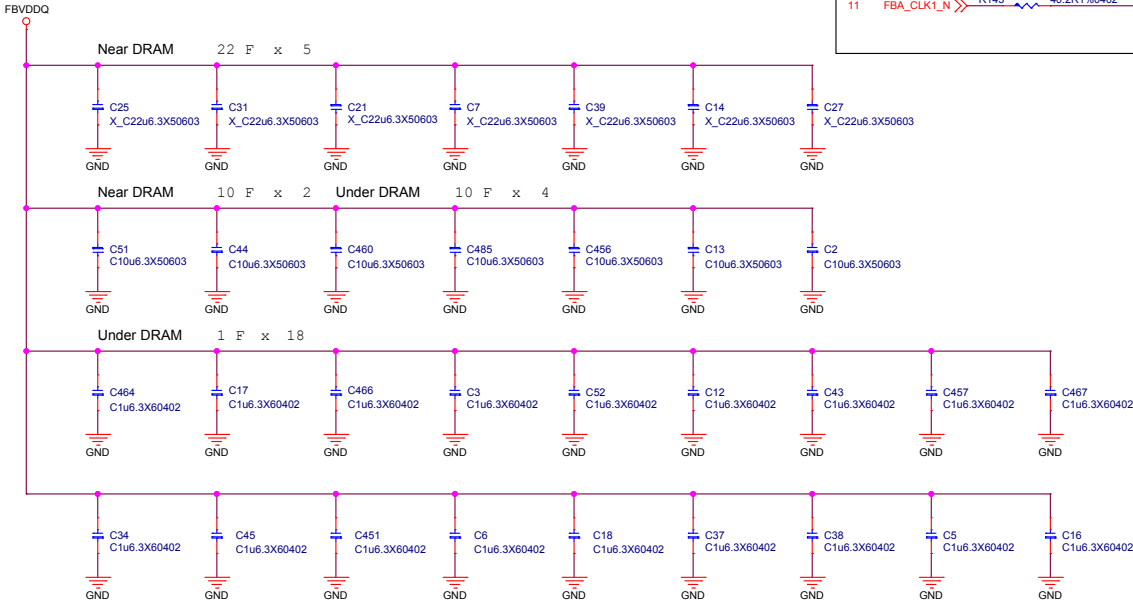 FBVDDQ
11 FBA_CLK1_N
Near DRAM 22 F x 5
C25 C31 C21 C7 C39 C14 C27
X_C22u6.3X50603 X_C22u6.3X50603 X_C22u6.3X50603 X_C22u6.3X50603 X_C22u6.3X50603 X_C22u6.3X50603 X_C22u6.3X50603
GND GND GND GND GND GND GND
Near DRAM 10 F x 2 Under DRAM 10 F x 4
C51 C44 C460 C485 C456 C13 C2
C10u6.3X50603 C10u6.3X50603 C10u6.3X50603 C10u6.3X50603 C10u6.3X50603 C10u6.3X50603 C10u6.3X50603
GND GND GND GND GND GND GND
Under DRAM 1 F x 18
C464 C17 C466 C3 C52 C12 C43 C457 C467
C1u6.3X60402 C1u6.3X60402 C1u6.3X60402 C1u6.3X60402 C1u6.3X60402 C1u6.3X60402 C1u6.3X60402 C1u6.3X60402 C1u6.3X60402
GND GND GND GND GND GND GND GND GND
C34 C45 C451 C6 C18 C37 C38 C5 C16
C1u6.3X60402 C1u6.3X60402 C1u6.3X60402 C1u6.3X60402 C1u6.3X60402 C1u6.3X60402 C1u6.3X60402 C1u6.3X60402 C1u6.3X60402
GND GND GND GND GND GND GND GND GND